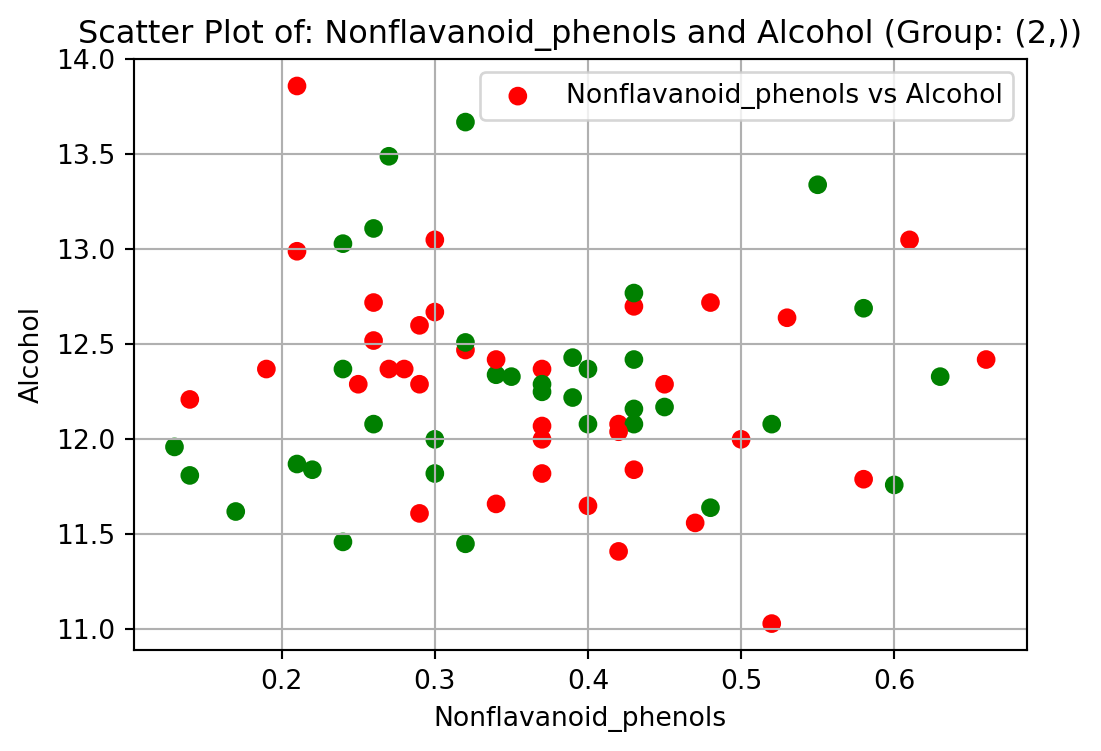 Scatter Plot of: Nonflavanoid_phenols and Alcohol (Group: (2,))
Nonflavanoid_phenols vs Alcohol
14.0
13.5
13.0
12.5
12.0
11.5
11.0
Alcohol
0.2 0.3 0.4 0.5 0.6
Nonflavanoid_phenols